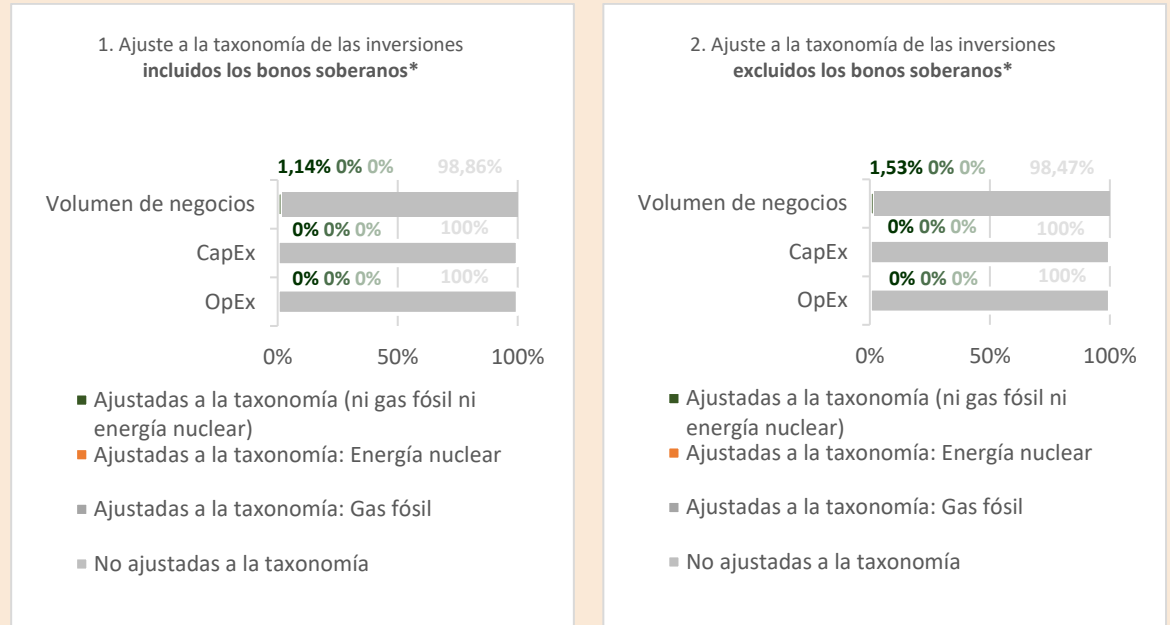 1. Ajuste a la taxonomía de las inversiones
incluidos los bonos soberanos*
1,14% 0% 0% 98,86%
Volumen de negocios
0% 0% 0% 100%
CapEx
0% 0% 0% 100%
OpEx
0% 50% 100%
Ajustadas a la taxonomía (ni gas fósil ni
energía nuclear)
Ajustadas a la taxonomía: Energía nuclear
Ajustadas a la taxonomía: Gas fósil
No ajustadas a la taxonomía
2. Ajuste a la taxonomía de las inversiones
excluidos los bonos soberanos*
1,53% 0% 0% 98,47%
Volumen de negocios
0% 0% 0% 100%
CapEx
0% 0% 0% 100%
OpEx
0% 50% 100%
Ajustadas a la taxonomía (ni gas fósil ni
energía nuclear)
Ajustadas a la taxonomía: Energía nuclear
Ajustadas a la taxonomía: Gas fósil
No ajustadas a la taxonomía